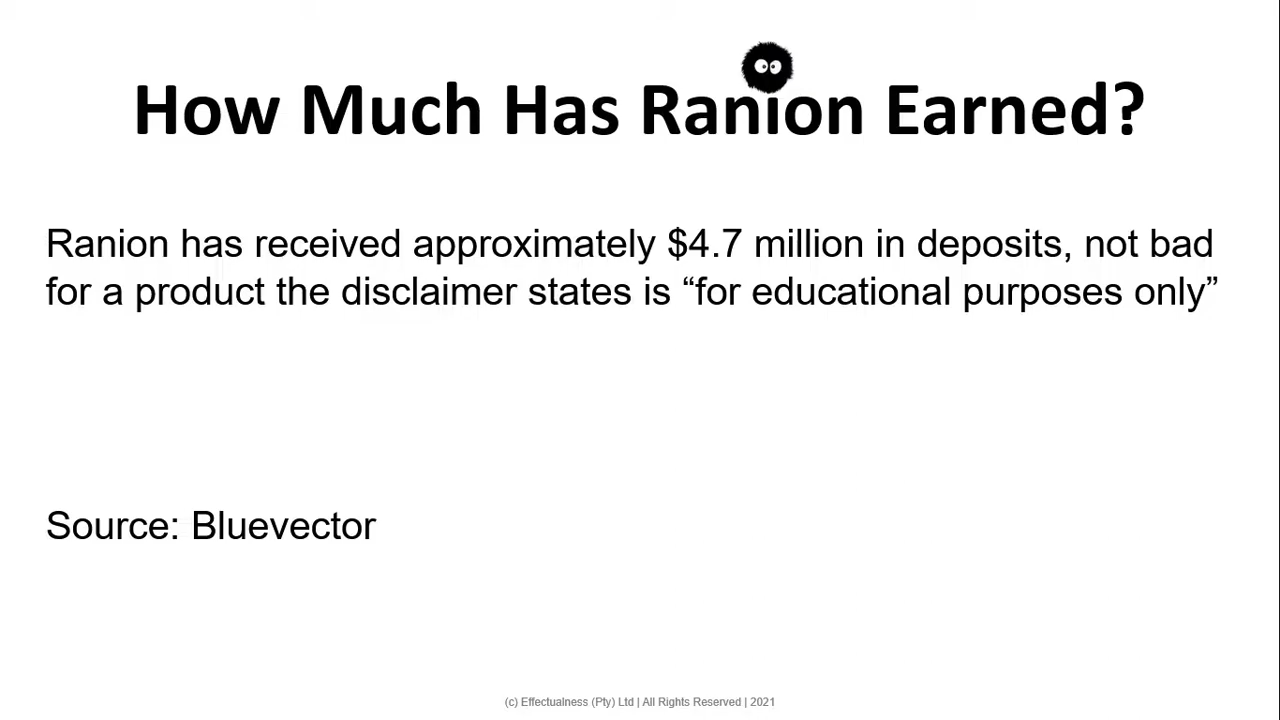 How Much Has Ranion Earned?
Ranion has received approximately $4.7 million in deposits, not bad
for a product the disclaimer states is “for educational purposes only”
Source: Bluevector
(c) Effectualness (Pty) Ltd | All Rights Reserved | 2021